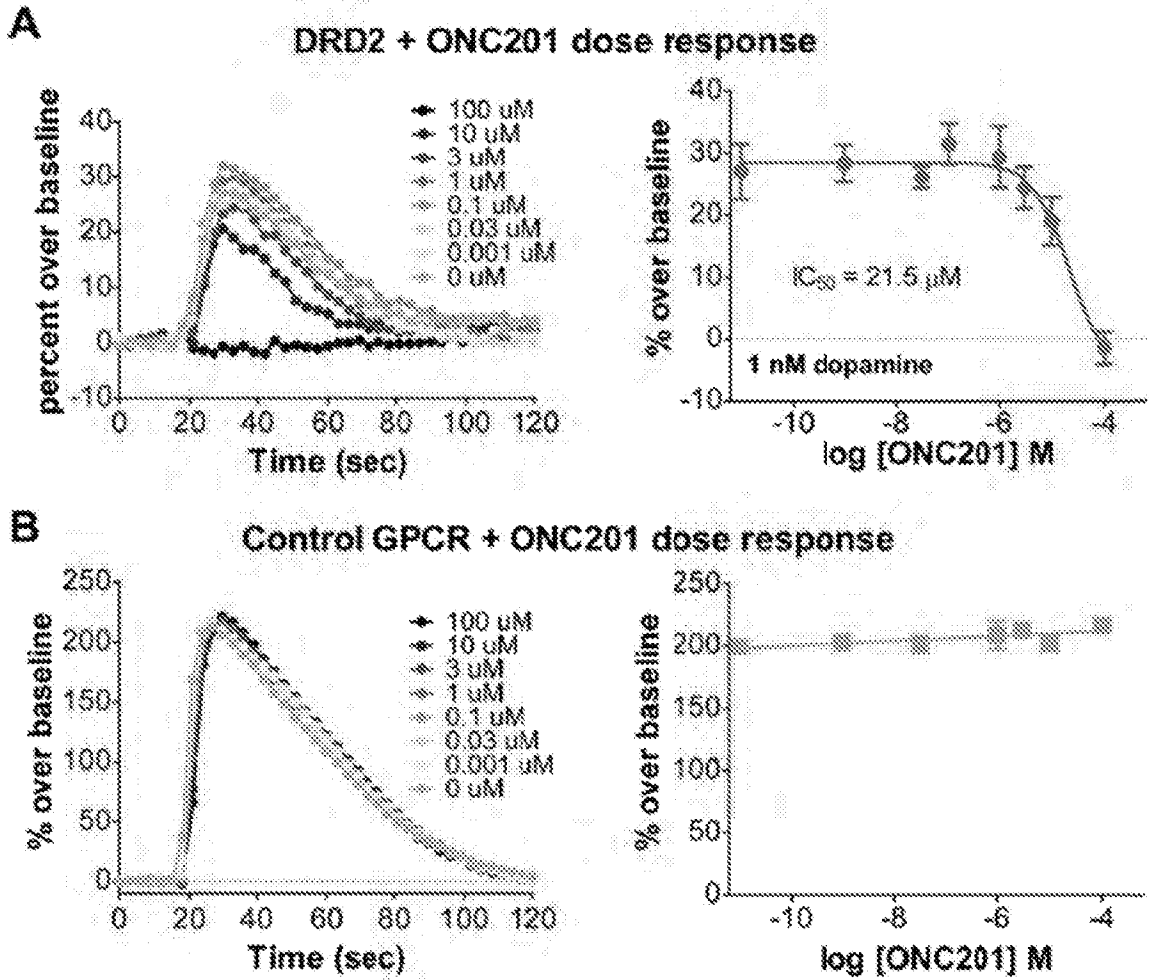 A
DRD2 + ONC201 dose response
percent over baseline
40
30
20
10
0
-10
0 20 40 60 80 100 120
Time (sec)
100 uM
10 uM
3 uM
1 uM
0.1 uM
0.03 uM
0.001 uM
0 uM
% over baseline
40
30
20
10
0
-10
IC50 = 21.5 µM
1 nM dopamine
-10 -8 -6 -4
log [ONC201] M
B
Control GPCR + ONC201 dose response
% over baseline
250
200
150
100
50
0
0 20 40 60 80 100 120
Time (sec)
100 uM
10 uM
3 uM
1 uM
0.1 uM
0.03 uM
0.001 uM
0 uM
% over baseline
250
200
150
100
50
0
-10 -8 -6 -4
log [ONC201] M